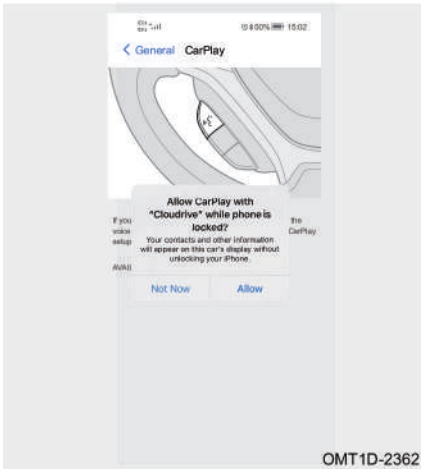 50% 15:02
General CarPlay
Allow CarPlay with
"Cloudrive" while phone is
locked?
Your contacts and other information
will appear on this car's display without
unlocking your iPhone.
If you the
voice CarPlay
setup
AVAIL
Not Now Allow
OMT1D-2362